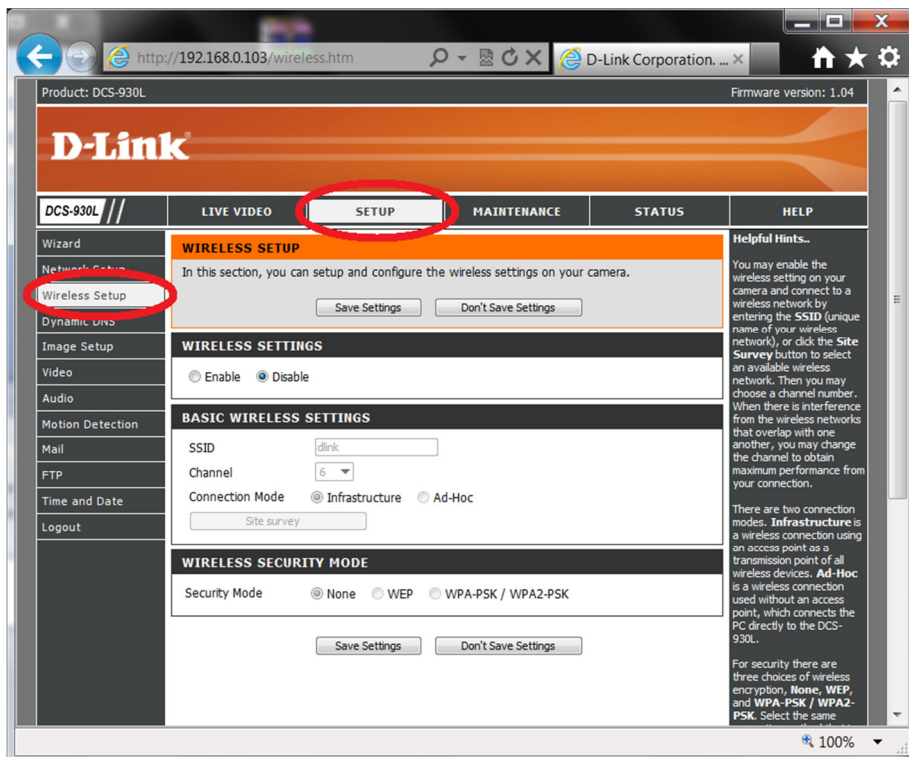 http://192.168.0.103/wireless.htm
D-Link Corporation. ...
Product: DCS-930L
Firmware version: 1.04
D-Link
DCS-930L
LIVE VIDEO
SETUP
MAINTENANCE
STATUS
HELP
Wizard
Network Setup
Wireless Setup
Dynamic DNS
Image Setup
Video
Audio
Motion Detection
Mail
FTP
Time and Date
Logout
WIRELESS SETUP
In this section, you can setup and configure the wireless settings on your camera.
Save Settings Don't Save Settings
WIRELESS SETTINGS
Enable Disable
BASIC WIRELESS SETTINGS
SSID dlink
Channel 6
Connection Mode Infrastructure Ad-Hoc
Site survey
WIRELESS SECURITY MODE
Security Mode None WEP WPA-PSK / WPA2-PSK
Save Settings Don't Save Settings
Helpful Hints..
You may enable the
wireless setting on your
camera and connect to a
wireless network by
entering the SSID (unique
name of your wireless
network), or click the Site
Survey button to select
an available wireless
network. Then you may
choose a channel number.
When there is interference
from the wireless networks
that overlap with one
another, you may change
the channel to obtain
maximum performance from
your connection.
There are two connection
modes. Infrastructure is
a wireless connection using
an access point as a
transmission point of all
wireless devices. Ad-Hoc
is a wireless connection
used without an access
point, which connects the
PC directly to the DCS-
930L.
For security there are
three choices of wireless
encryption, None, WEP,
and WPA-PSK / WPA2-
PSK. Select the same
100%